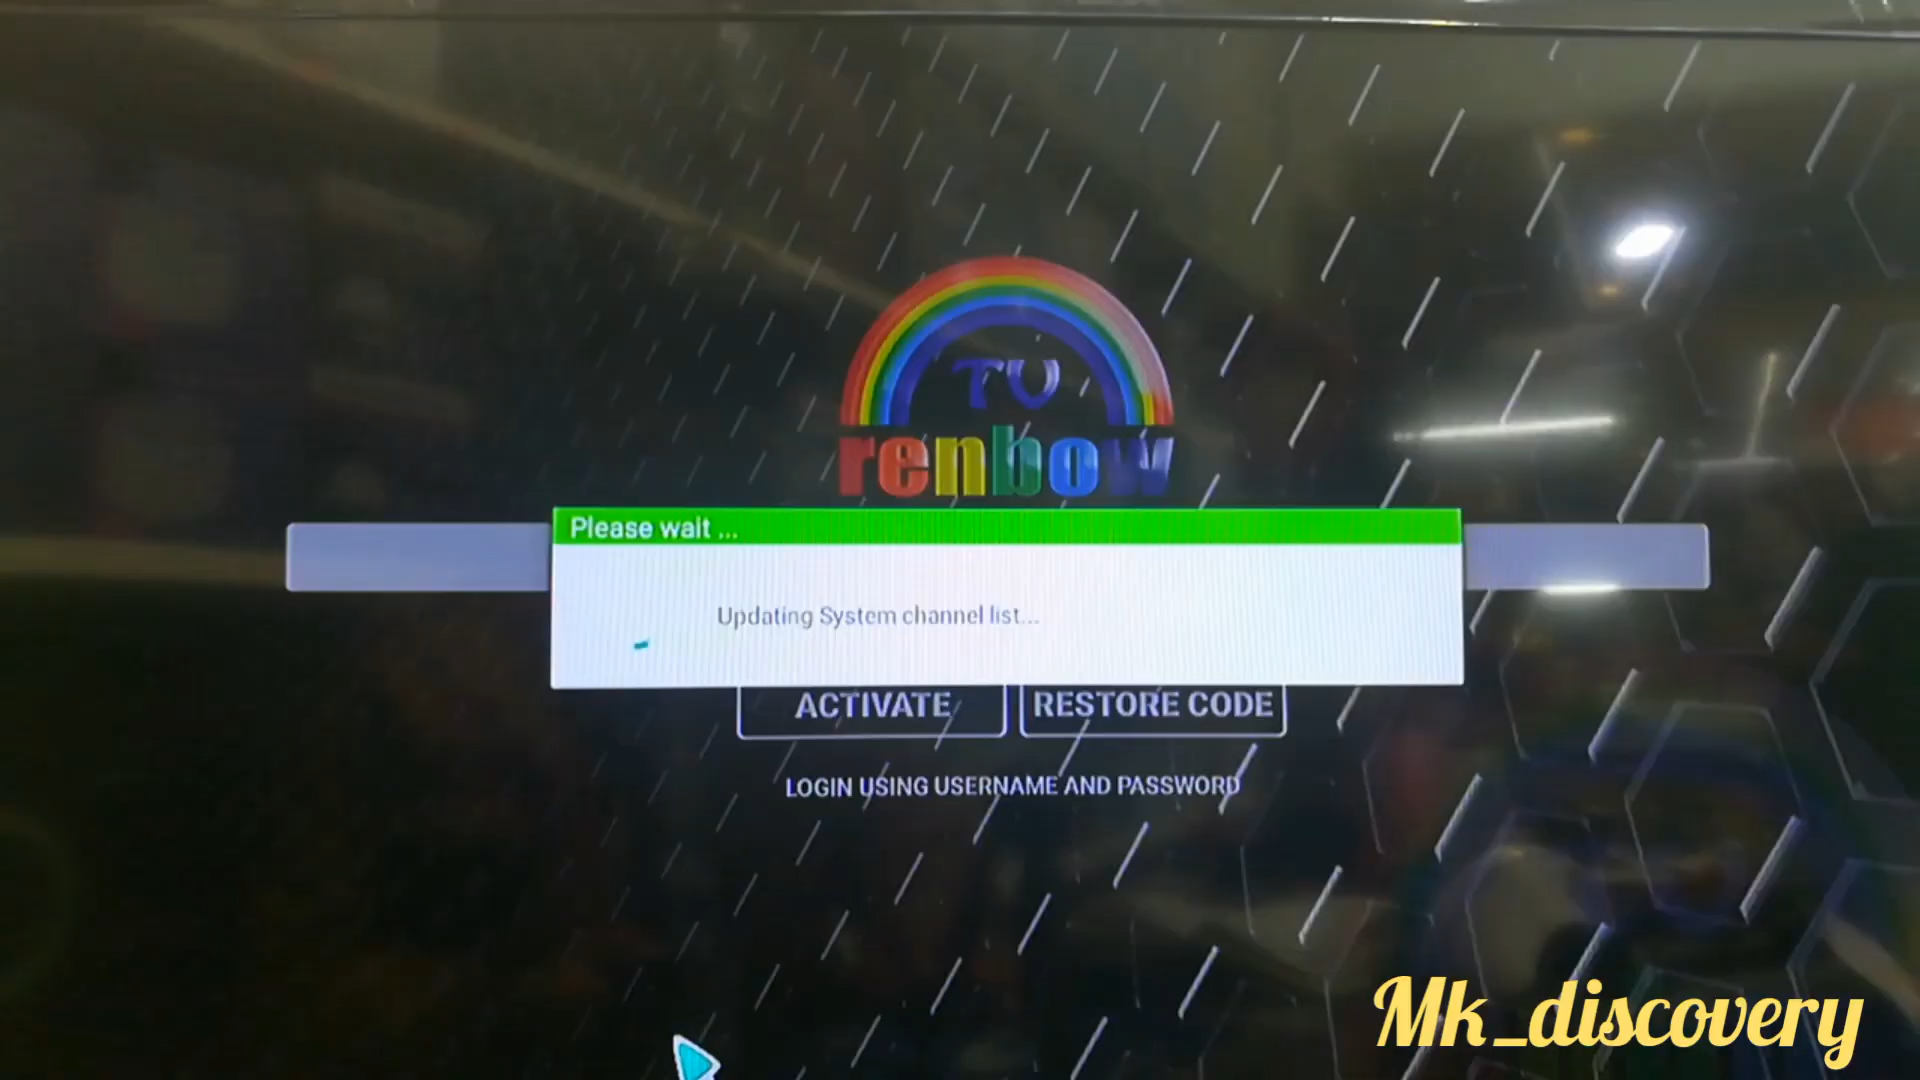 TV
renbow
Please wait ...
Updating System channel list...
ACTIVATE
RESTORE CODE
LOGIN USING USERNAME AND PASSWORD
Mk_discovery